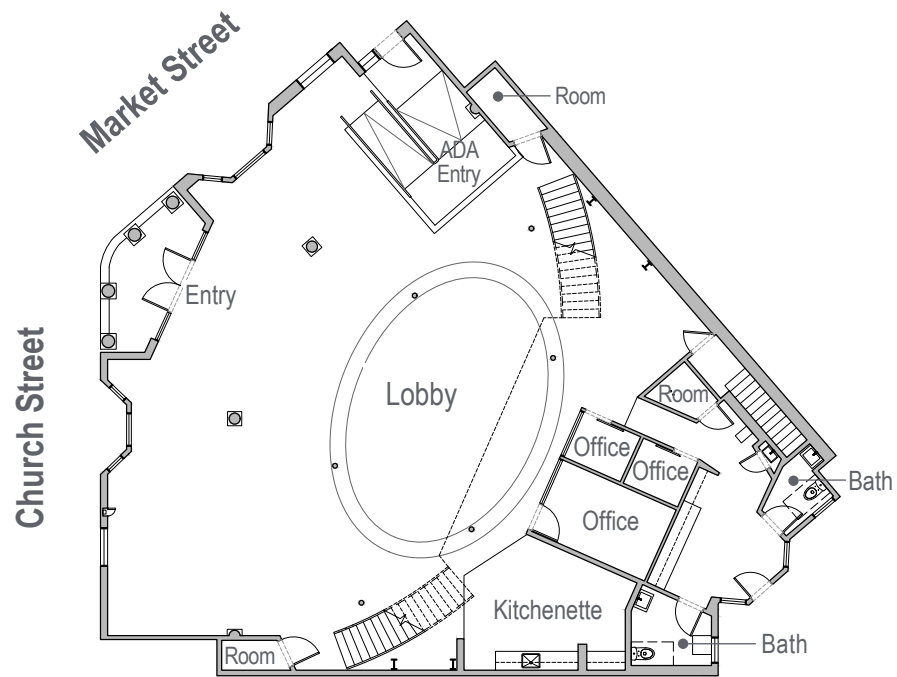 Market Street
Room
ADA
Entry
Entry
Church Street
Lobby
Room
Office
Office
Bath
Office
Kitchenette
Room
Bath